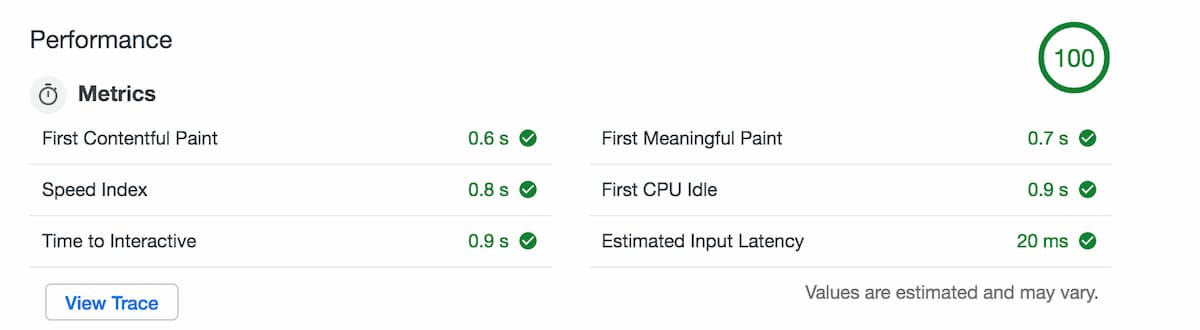 Performance
100
Metrics
First Contentful Paint 0.6 s
First Meaningful Paint 0.7 s
Speed Index 0.8 s
First CPU Idle 0.9 s
Time to Interactive 0.9 s
Estimated Input Latency 20 ms
View Trace
Values are estimated and may vary.